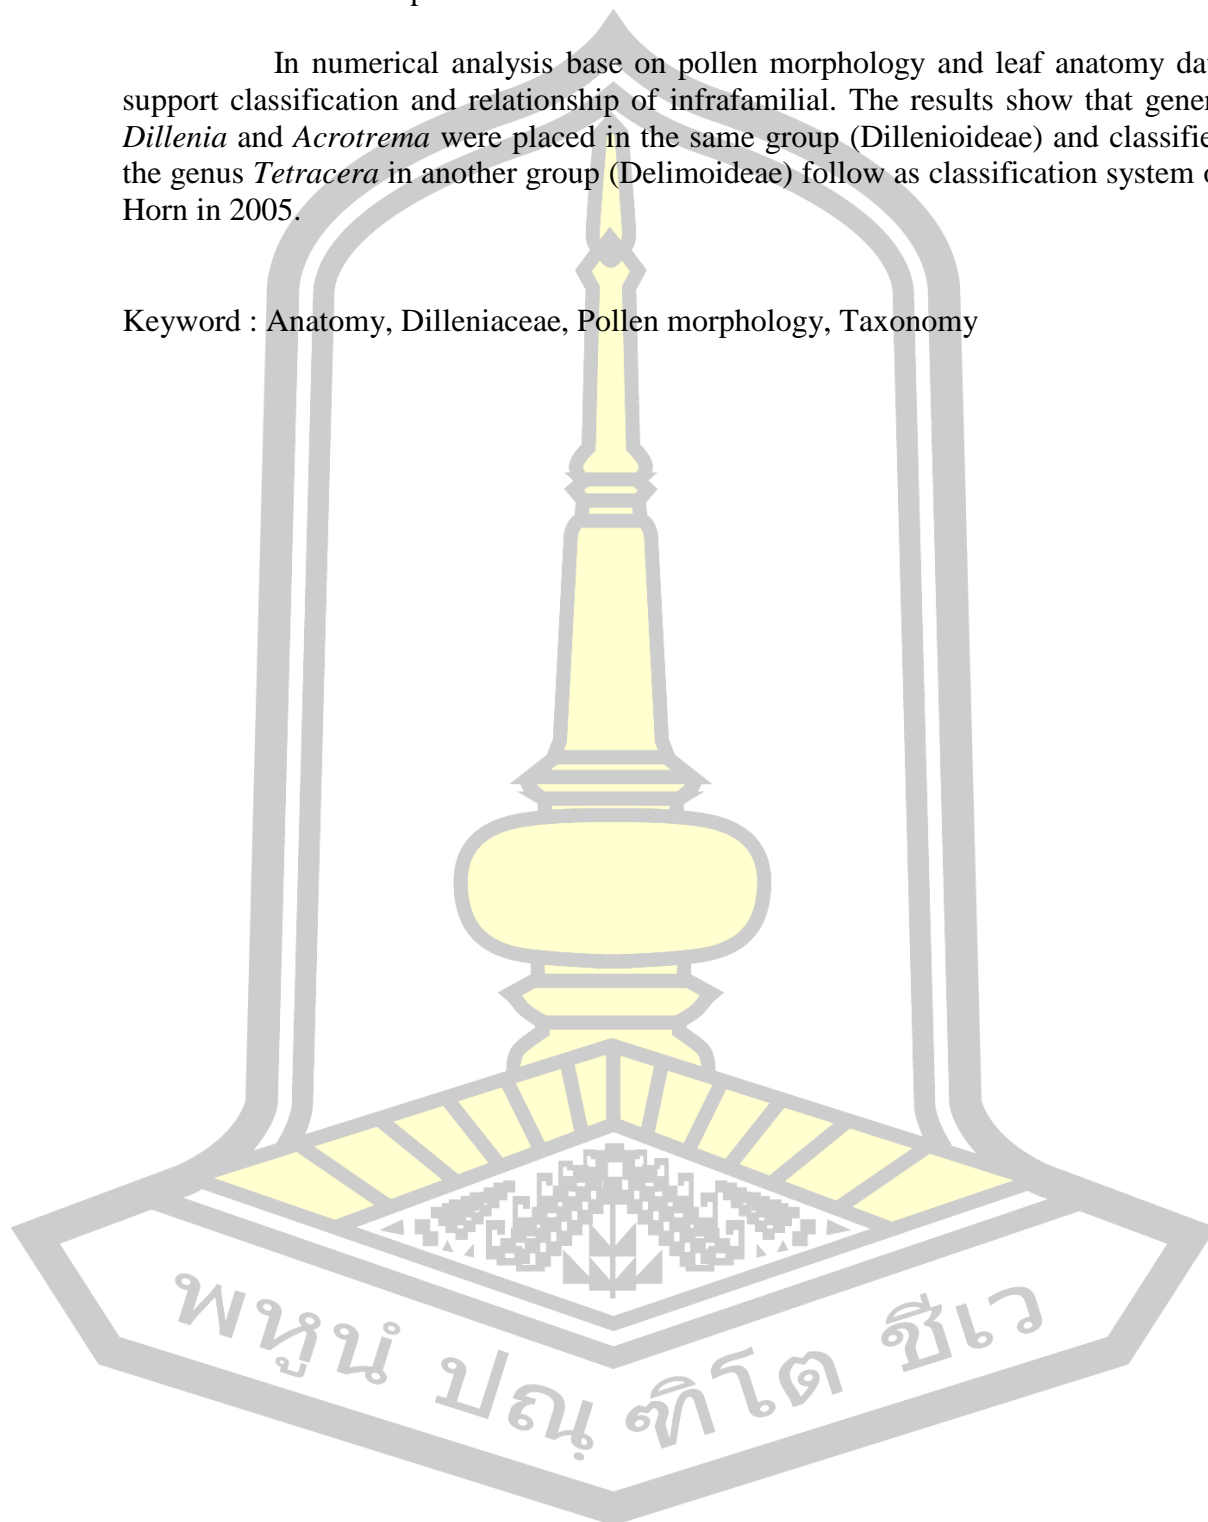 In numerical analysis base on pollen morphology and leaf anatomy
support classification and relationship of infrafamilial. The results show that
Dillenia and Acrotrema were placed in the same group (Dillenioideae) and
the genus Tetracera in another group (Delimoideae) follow as classification system
Horn in 2005.
Keyword : Anatomy, Dilleniaceae, Pollen morphology, Taxonomy
พหูนํ ปณฺฑิโต ชีเว